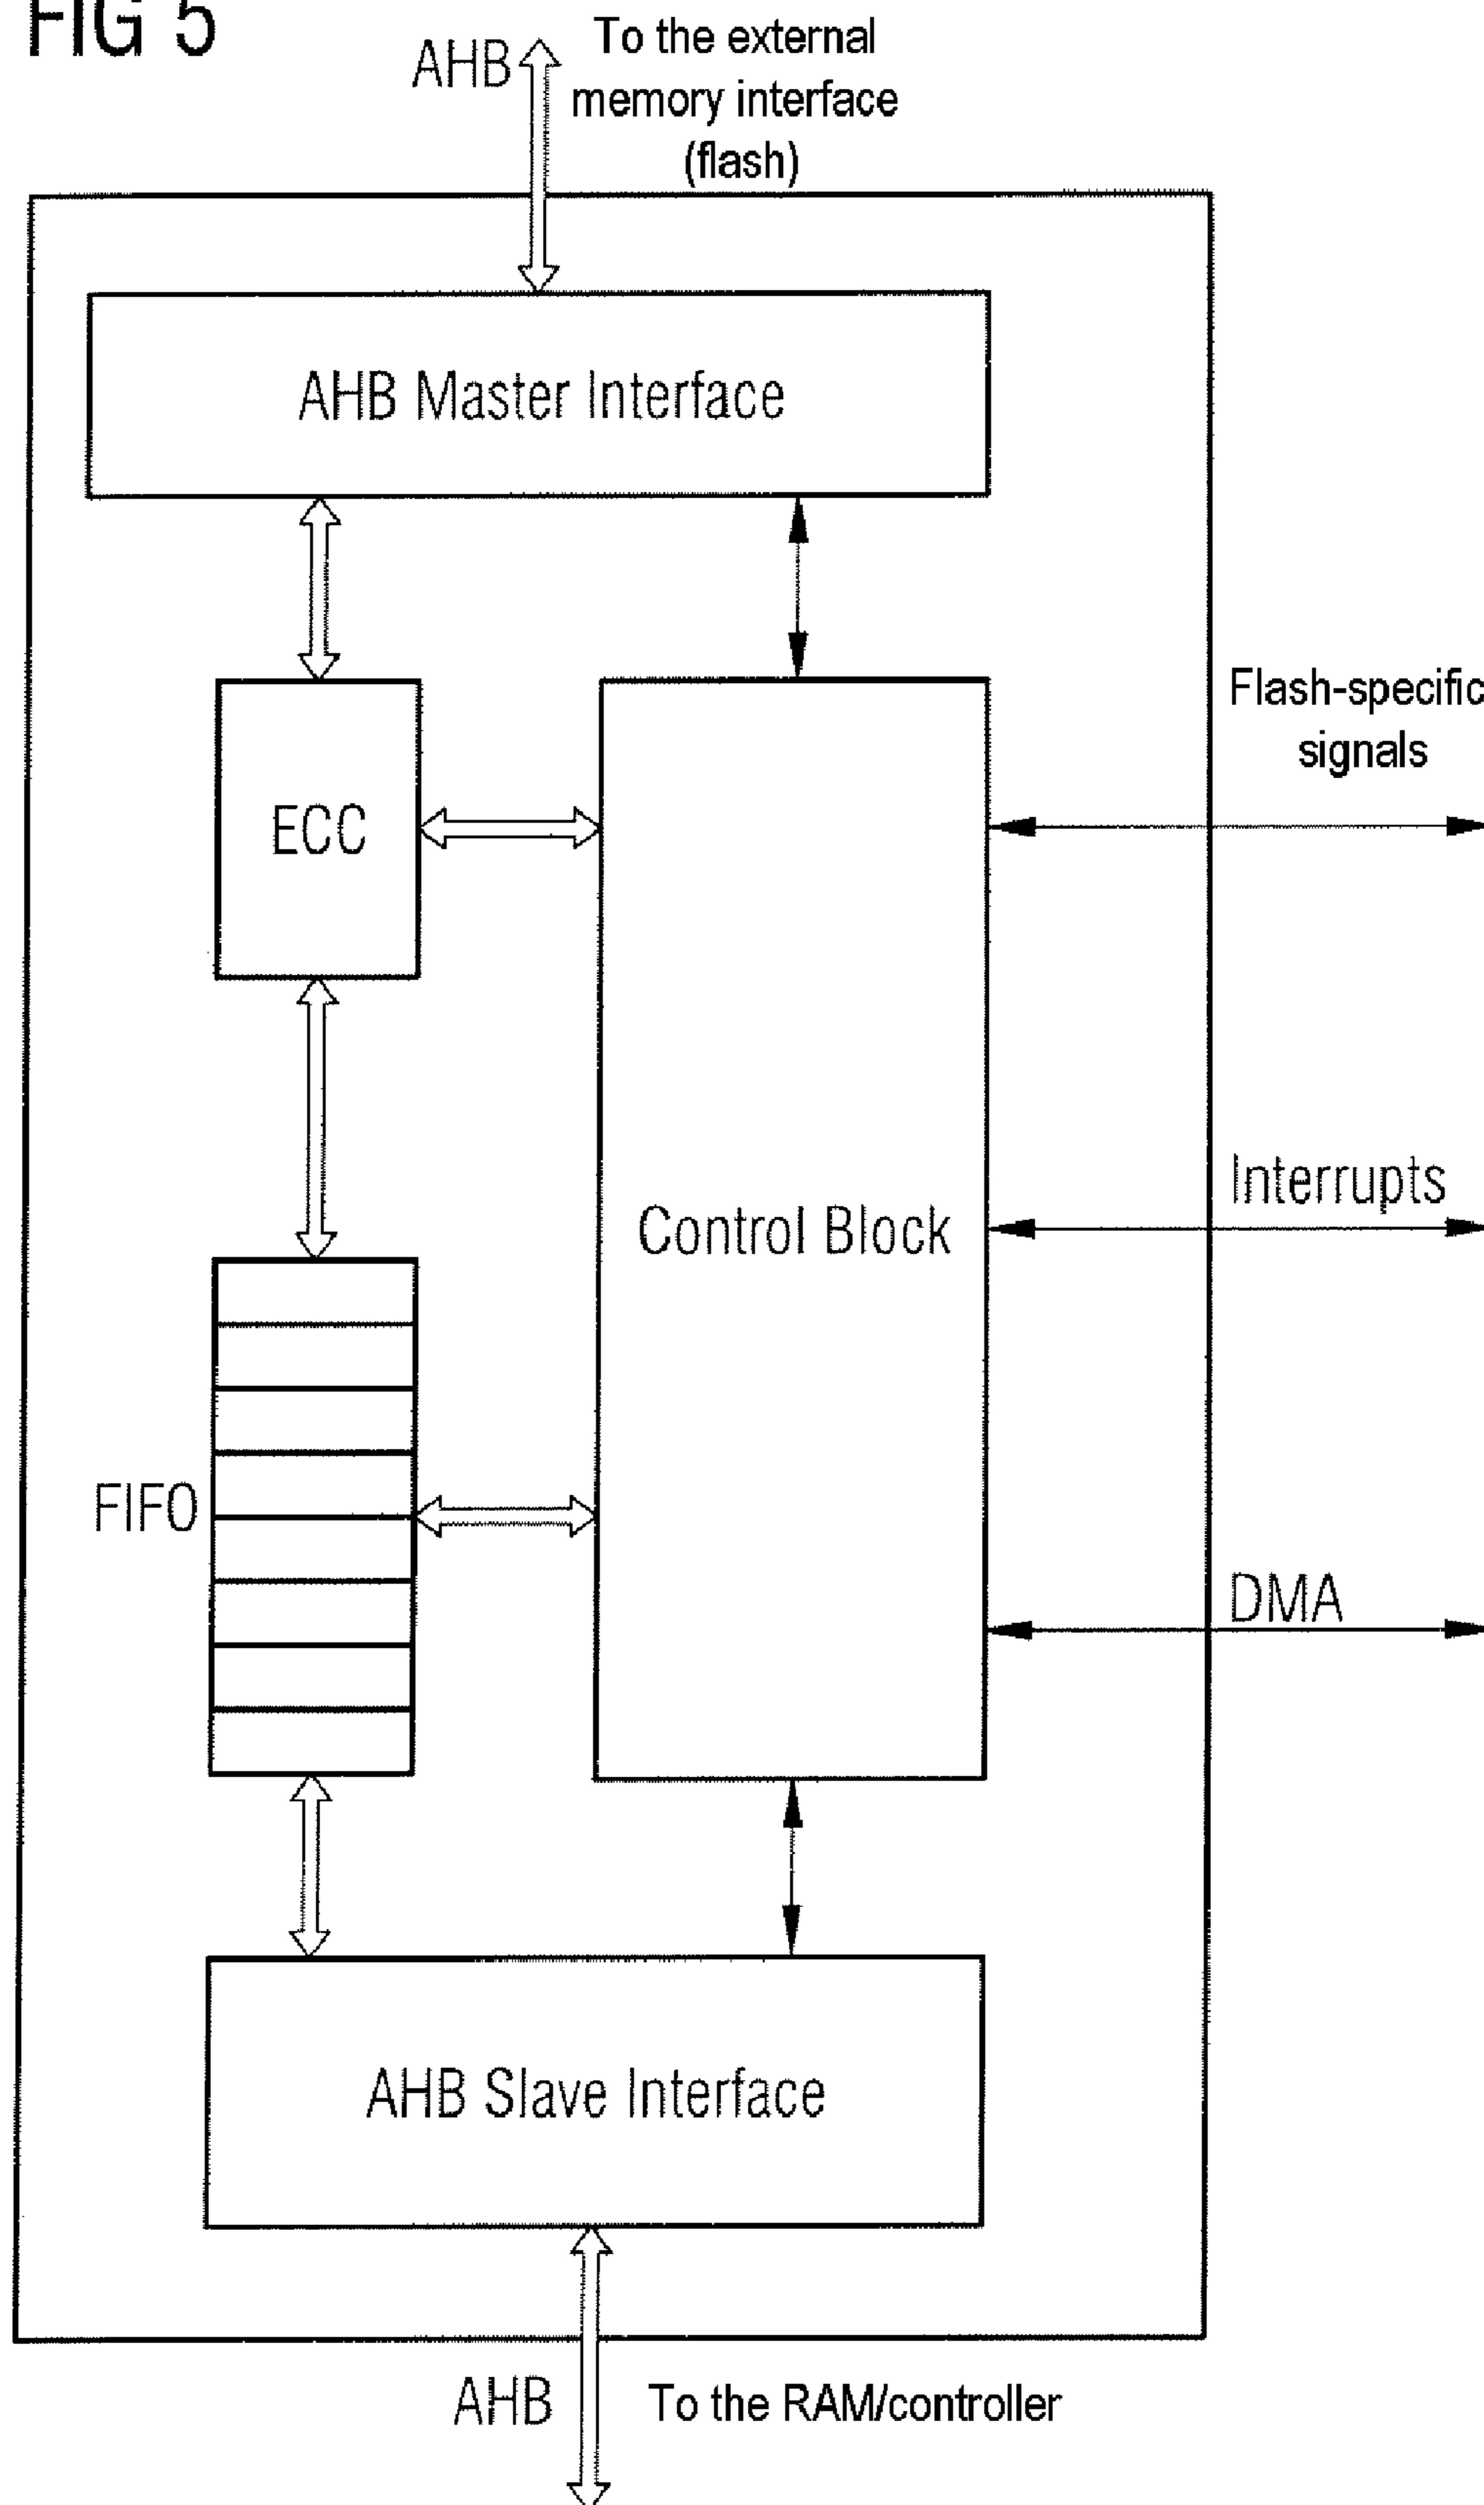 FIG 5
AHB
To the external
memory interface
(flash)
AHB Master Interface
Flash-specific
signals
ECC
Interrupts
Control Block
FIFO
DMA
AHB Slave Interface
AHB
To the RAM/controller